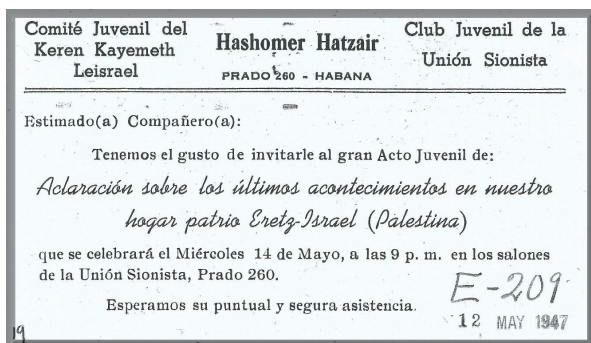 Comité Juvenil del
Keren Kayemeth
Leisrael
Hashomer Hatzair
PRADO 260 - HABANA
Club Juvenil de la
Unión Sionista
Estimado(a) Compañero(a):
Tenemos el gusto de invitarle al gran Acto Juvenil de:
Aclaración sobre los últimos acontecimientos en nuestro
hogar patrio Eretz-Israel (Palestina)
que se celebrará el Miércoles 14 de Mayo, a las 9 p. m. en los salones
de la Unión Sionista, Prado 260.
Esperamos su puntual y segura asistencia.
E-209
12 MAY 1947
19